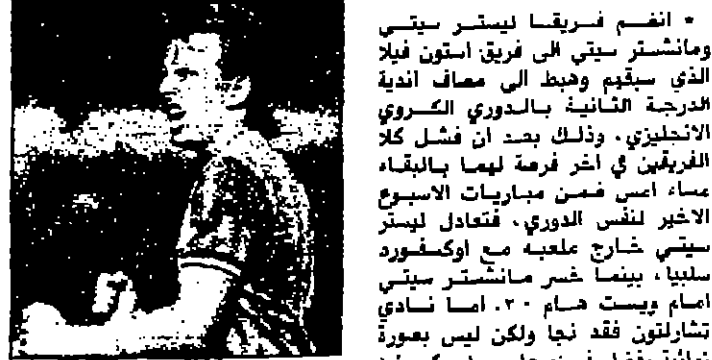 * انضم فريقا ليستر سيتي
ومانشستر سيتي الى فريق استون فيلا
الذي سبقهم وهبط الى مصاف اندية
الدرجة الثانية بالدوري الكروي
الانجليزي، وذلك بعد ان فشل كلا
الفريقين في اخر فرصة لهما بالبقاء
مساء امس ضمن مباريات الاسبوع
الاخير لنفس الدوري، فتعادل ليستر
سيتي خارج ملعبه مع اوكسفورد
سلبيا، بينما خسر مانشستر سيتي
امام ويست هام ٢٠. اما نادي
تشارلتون فقد نجا ولكن ليس بصورة